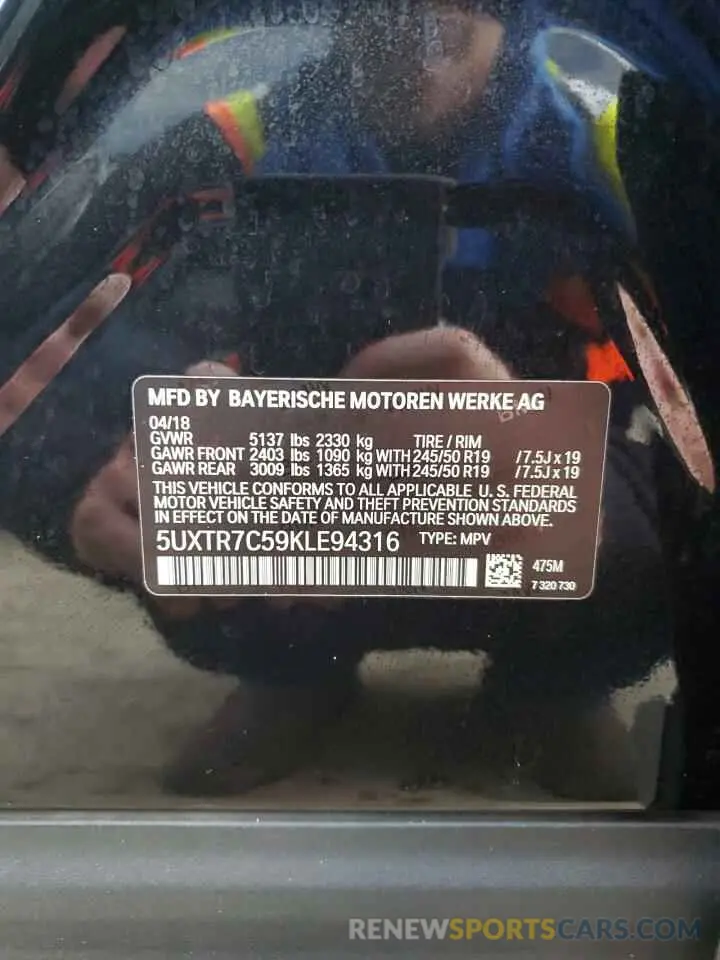 MFD BY BAYERISCHE MOTOREN WERKE AG
04/18
GVWR 5137 lbs 2330 kg TIRE / RIM
GAWR FRONT 2403 lbs 1090 kg WITH 245/50 R19 / 7.5J x 19
GAWR REAR 3009 lbs 1365 kg WITH 245/50 R19 / 7.5J x 19
THIS VEHICLE CONFORMS TO ALL APPLICABLE U. S. FEDERAL
MOTOR VEHICLE SAFETY AND THEFT PREVENTION STANDARDS
IN EFFECT ON THE DATE OF MANUFACTURE SHOWN ABOVE.
5UXTR7C59KLE94316 TYPE: MPV
475M
7 320 730
RENEWSPORTSCARS.COM